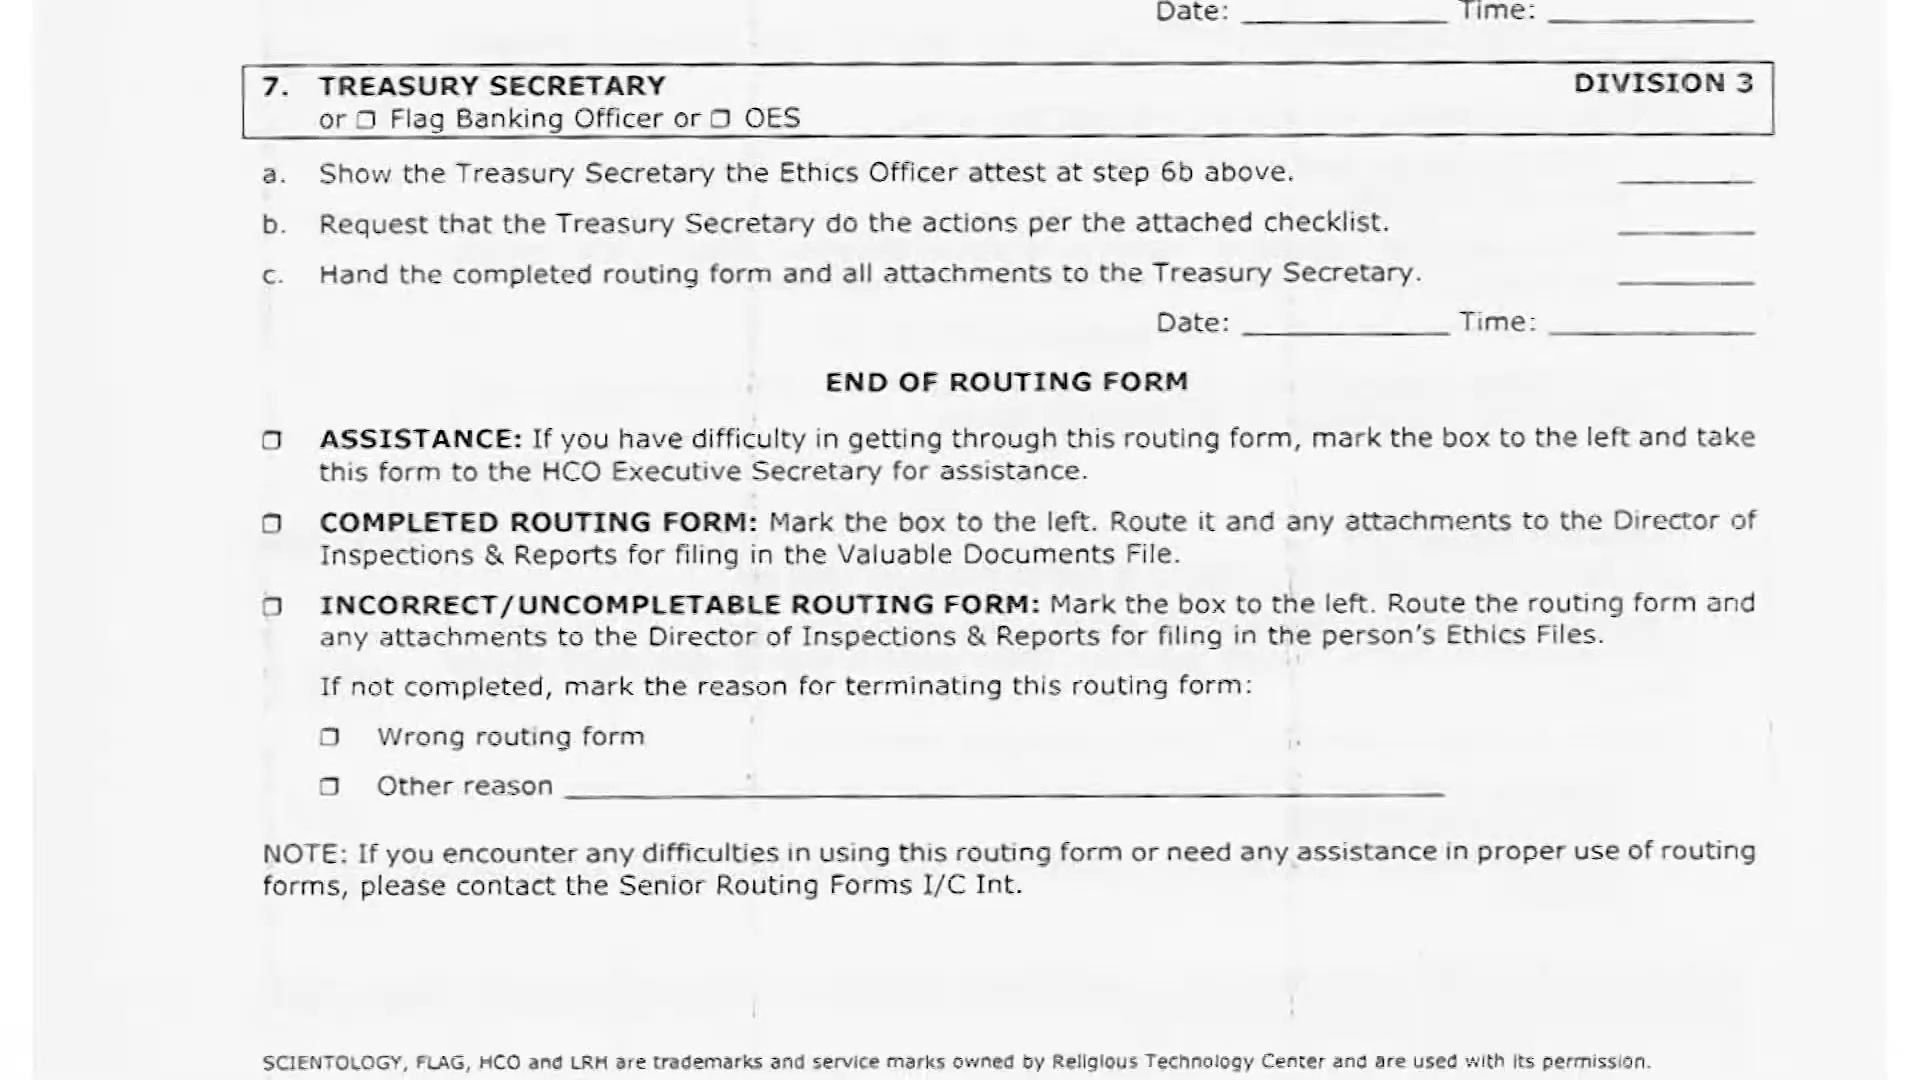 Date: ____________ Time: ____________
7. TREASURY SECRETARY DIVISION 3
or ☐ Flag Banking Officer or ☐ OES
a. Show the Treasury Secretary the Ethics Officer attest at step 6b above. ________
b. Request that the Treasury Secretary do the actions per the attached checklist. ________
c. Hand the completed routing form and all attachments to the Treasury Secretary. ________
Date: ____________ Time: ____________
END OF ROUTING FORM
☐ ASSISTANCE: If you have difficulty in getting through this routing form, mark the box to the left and take
this form to the HCO Executive Secretary for assistance.
☐ COMPLETED ROUTING FORM: Mark the box to the left. Route it and any attachments to the Director of
Inspections & Reports for filing in the Valuable Documents File.
☐ INCORRECT/UNCOMPLETABLE ROUTING FORM: Mark the box to the left. Route the routing form and
any attachments to the Director of Inspections & Reports for filing in the person's Ethics Files.
If not completed, mark the reason for terminating this routing form:
☐ Wrong routing form
☐ Other reason ____________________
NOTE: If you encounter any difficulties in using this routing form or need any assistance in proper use of routing
forms, please contact the Senior Routing Forms I/C Int.
SCIENTOLOGY, FLAG, HCO and LRH are trademarks and service marks owned by Religious Technology Center and are used with its permission.